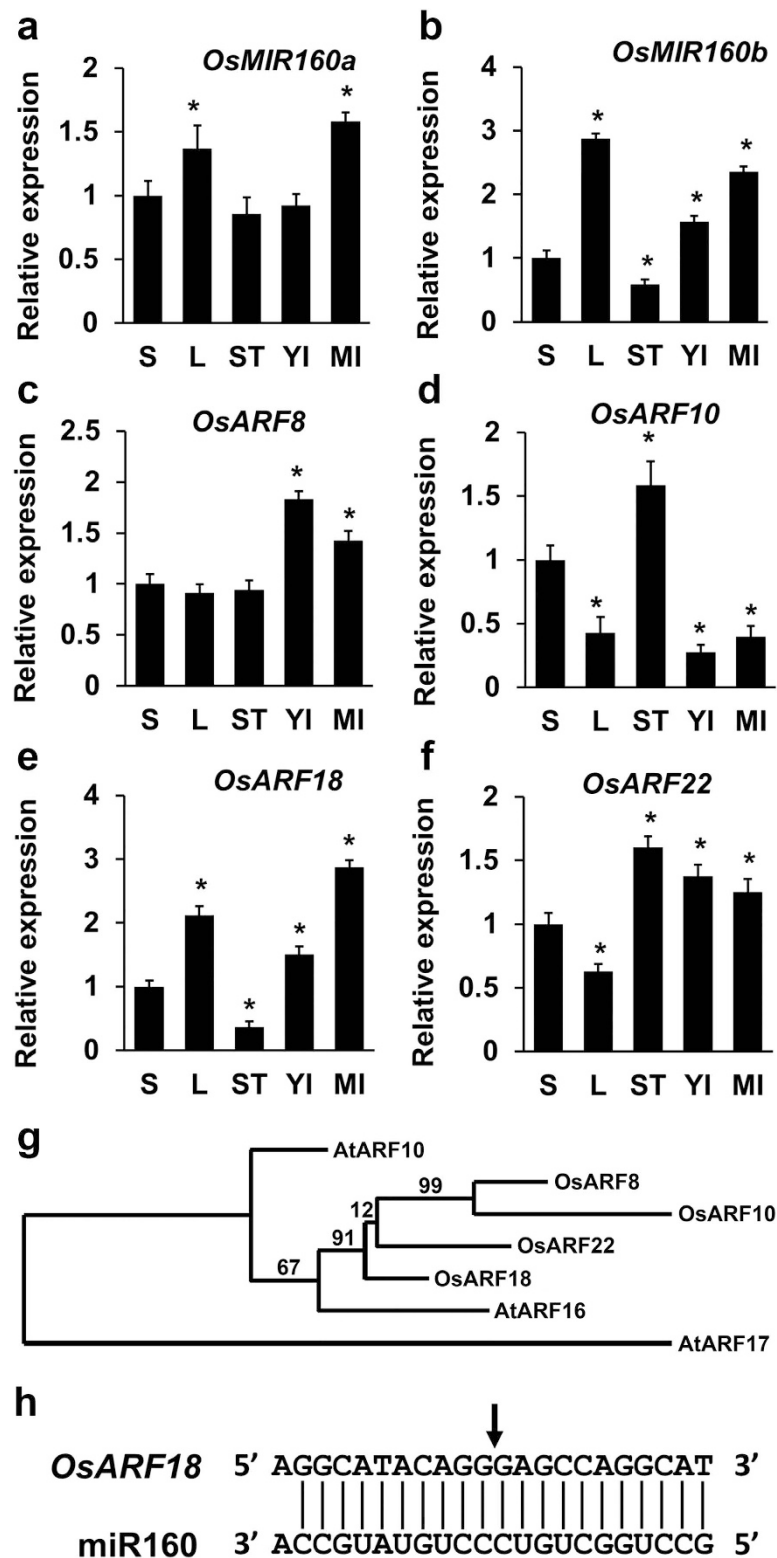 a
OsMIR160a
Relative expression
2
1.5
1
0.5
0
* *
S L ST YI MI
b
OsMIR160b
Relative expression
4
3
2
1
0
* * * *
S L ST YI MI
c
OsARF8
Relative expression
2.5
2
1.5
1
0.5
0
* *
S L ST YI MI
d
OsARF10
Relative expression
2
1.5
1
0.5
0
* * * *
S L ST YI MI
e
OsARF18
Relative expression
4
3
2
1
0
* * * *
S L ST YI MI
f
OsARF22
Relative expression
2
1.5
1
0.5
0
* * * *
S L ST YI MI
g
AtARF10
99
OsARF8
12
OsARF10
91
OsARF22
67
OsARF18
AtARF16
AtARF17
h
OsARF18 5’ AGGCATACAGGGAGCCAGGCAT 3’
miR160 3’ ACCGUAUGUCCCUGUCGGUCCG 5’